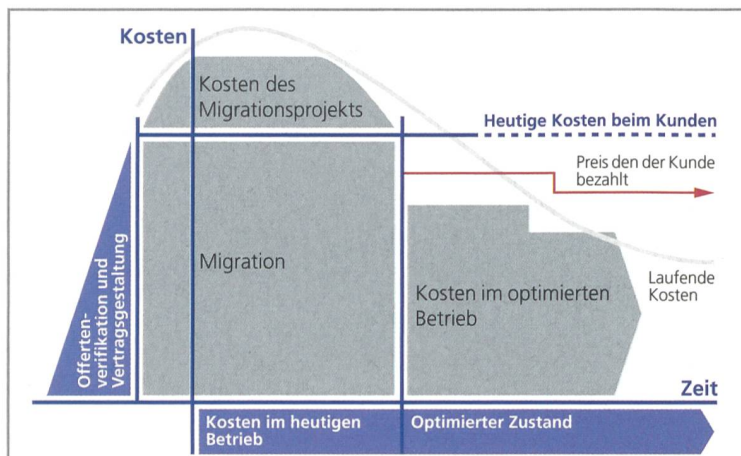 Kosten
Kosten des
Migrationsprojekts
Heutige Kosten beim Kunden
Preis den der Kunde
bezahlt
Offerten-
verifikation und
Vertragsgestaltung
Migration
Kosten im optimierten
Betrieb
Laufende
Kosten
Zeit
Kosten im heutigen
Betrieb
Optimierter Zustand